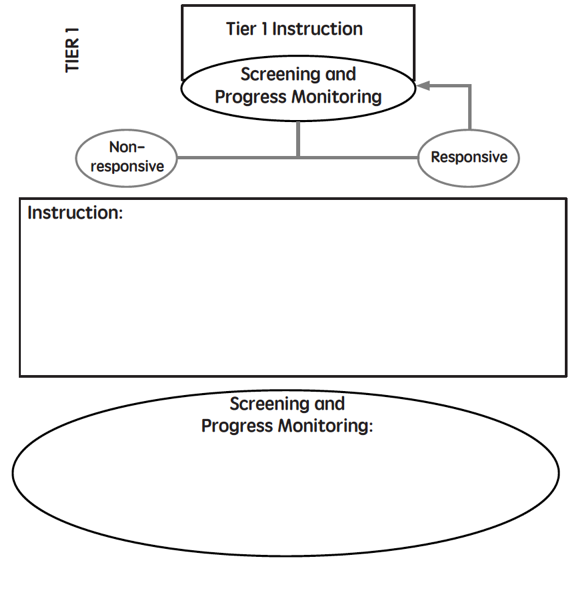 TIER 1
Tier 1 Instruction
Screening and
Progress Monitoring
Non-
responsive
Responsive
Instruction:
Screening and
Progress Monitoring: